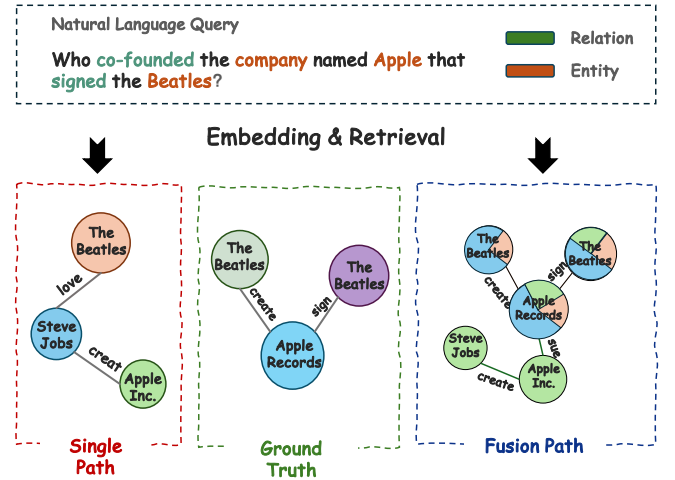 Natural Language Query
Who co-founded the company named Apple that
signed the Beatles?
Relation
Entity
Embedding & Retrieval
The
Beatles
love
Steve
Jobs
creat
Apple
Inc.
Single
Path
The
Beatles
create
The
Beatles
sign
Apple
Records
Ground
Truth
The
Beatles
create
The
Beatles
sign
Apple
Records
sue
Steve
Jobs
create
Apple
Inc.
Fusion Path